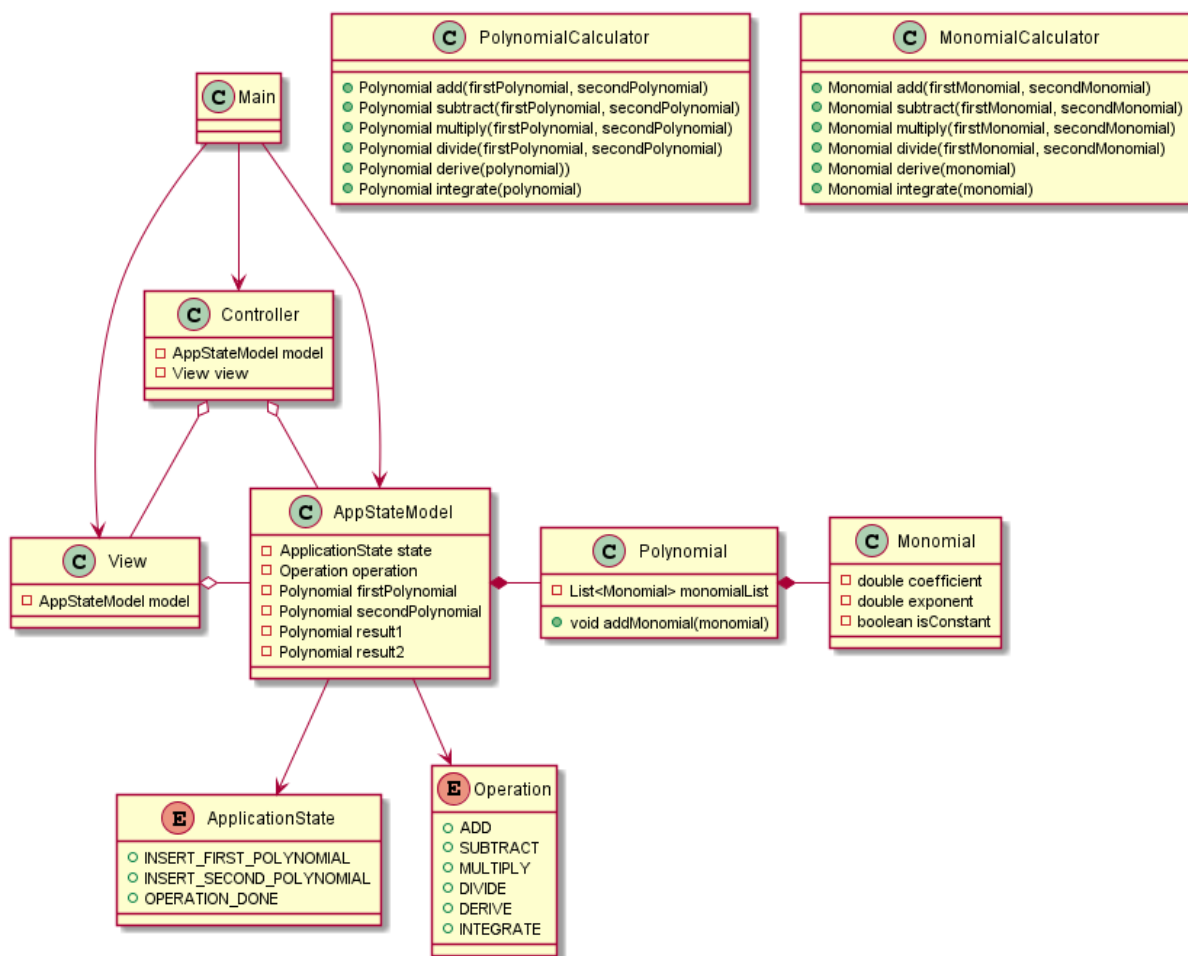 C PolynomialCalculator
Polynomial add(firstPolynomial, secondPolynomial)
Polynomial subtract(firstPolynomial, secondPolynomial)
Polynomial multiply(firstPolynomial, secondPolynomial)
Polynomial divide(firstPolynomial, secondPolynomial)
Polynomial derive(polynomial))
Polynomial integrate(polynomial)
C MonomialCalculator
Monomial add(firstMonomial, secondMonomial)
Monomial subtract(firstMonomial, secondMonomial)
Monomial multiply(firstMonomial, secondMonomial)
Monomial divide(firstMonomial, secondMonomial)
Monomial derive(monomial)
Monomial integrate(monomial)
C Main
C Controller
AppStateModel model
View view
C View
AppStateModel model
C AppStateModel
ApplicationState state
Operation operation
Polynomial firstPolynomial
Polynomial secondPolynomial
Polynomial result1
Polynomial result2
C Polynomial
List<Monomial> monomialList
void addMonomial(monomial)
C Monomial
double coefficient
double exponent
boolean isConstant
E ApplicationState
INSERT_FIRST_POLYNOMIAL
INSERT_SECOND_POLYNOMIAL
OPERATION_DONE
E Operation
ADD
SUBTRACT
MULTIPLY
DIVIDE
DERIVE
INTEGRATE